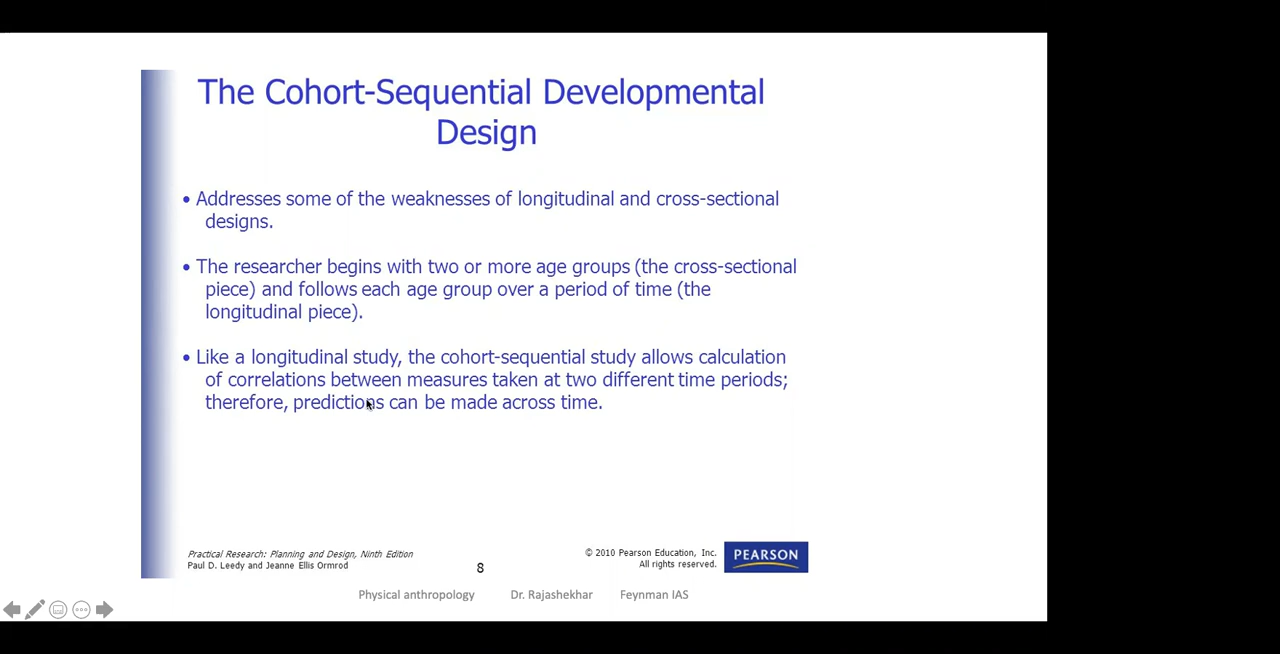 The Cohort-Sequential Developmental
Design
• Addresses some of the weaknesses of longitudinal and cross-sectional
designs.
• The researcher begins with two or more age groups (the cross-sectional
piece) and follows each age group over a period of time (the
longitudinal piece).
• Like a longitudinal study, the cohort-sequential study allows calculation
of correlations between measures taken at two different time periods;
therefore, predictions can be made across time.
Practical Research: Planning and Design, Ninth Edition
Paul D. Leedy and Jeanne Ellis Ormrod
8
© 2010 Pearson Education, Inc.
All rights reserved.
PEARSON
Physical anthropology Dr. Rajashekhar Feynman IAS